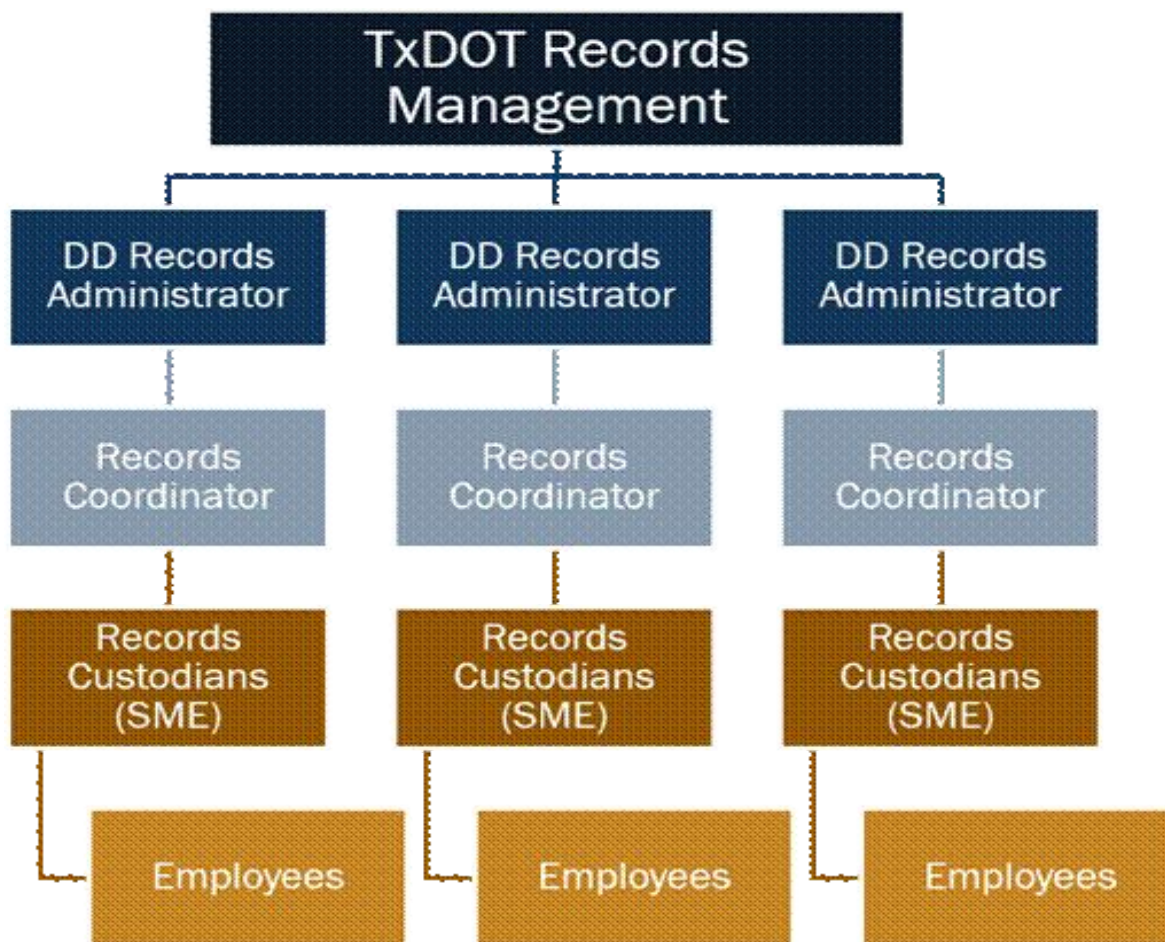 TxDOT Records
Management
DD Records
Administrator
DD Records
Administrator
DD Records
Administrator
Records
Coordinator
Records
Coordinator
Records
Coordinator
Records
Custodians
(SME)
Records
Custodians
(SME)
Records
Custodians
(SME)
Employees
Employees
Employees